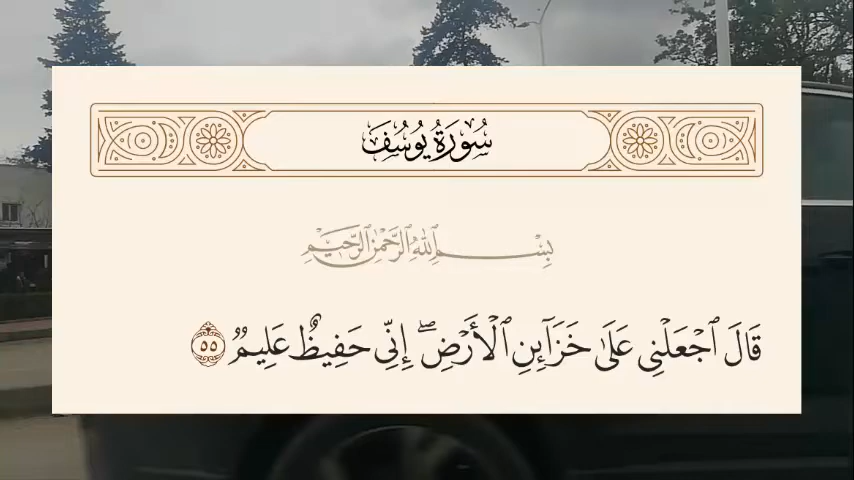 سُورَةُ يُوسُفَ
بِسْمِ ٱللَّهِ ٱلرَّحْمَٰنِ ٱلرَّحِيمِ
قَالَ ٱجْعَلْنِى عَلَىٰ خَزَآئِنِ ٱلْأَرْضِ ۖ إِنِّى حَفِيظٌ عَلِيمٌ ٥٥